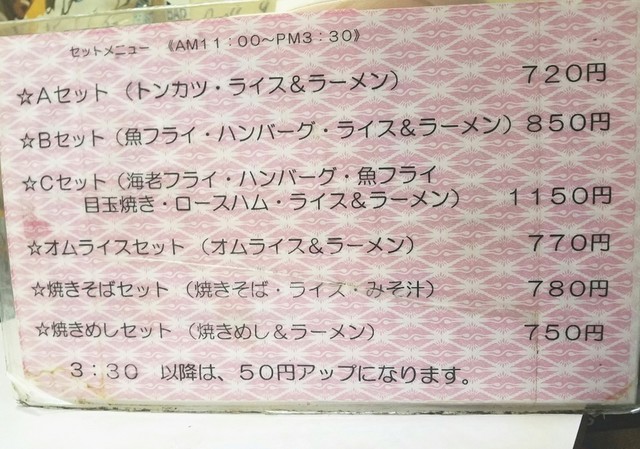 セットメニュー 《AM11：00～PM3：30》
☆Aセット（トンカツ・ライス&ラーメン） 720円
☆Bセット（魚フライ・ハンバーグ・ライス&ラーメン） 850円
☆Cセット（海老フライ・ハンバーグ・魚フライ
目玉焼き・ロースハム・ライス&ラーメン） 1150円
☆オムライスセット（オムライス&ラーメン） 770円
☆焼きそばセット（焼きそば・ライス・みそ汁） 780円
☆焼きめしセット（焼きめし&ラーメン） 750円
3：30 以降は、50円アップになります。